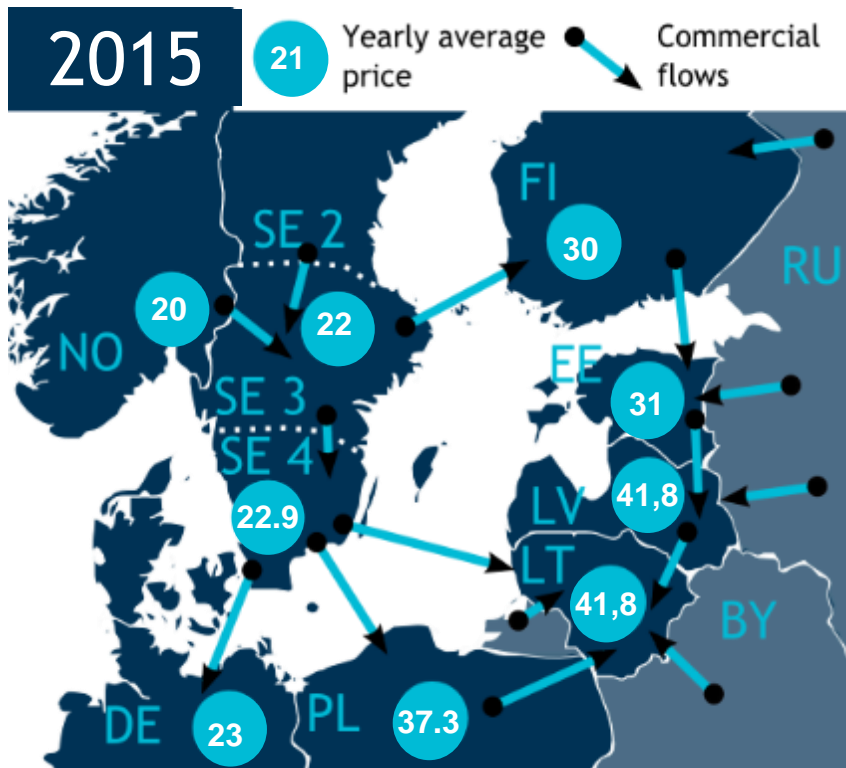 2015
21
Yearly average
price
Commercial
flows
FI
SE 2
30
RU
20
22
NO
EE
SE 3
31
SE 4
41,8
22.9
LV
LT
41,8
BY
DE
23
PL
37.3